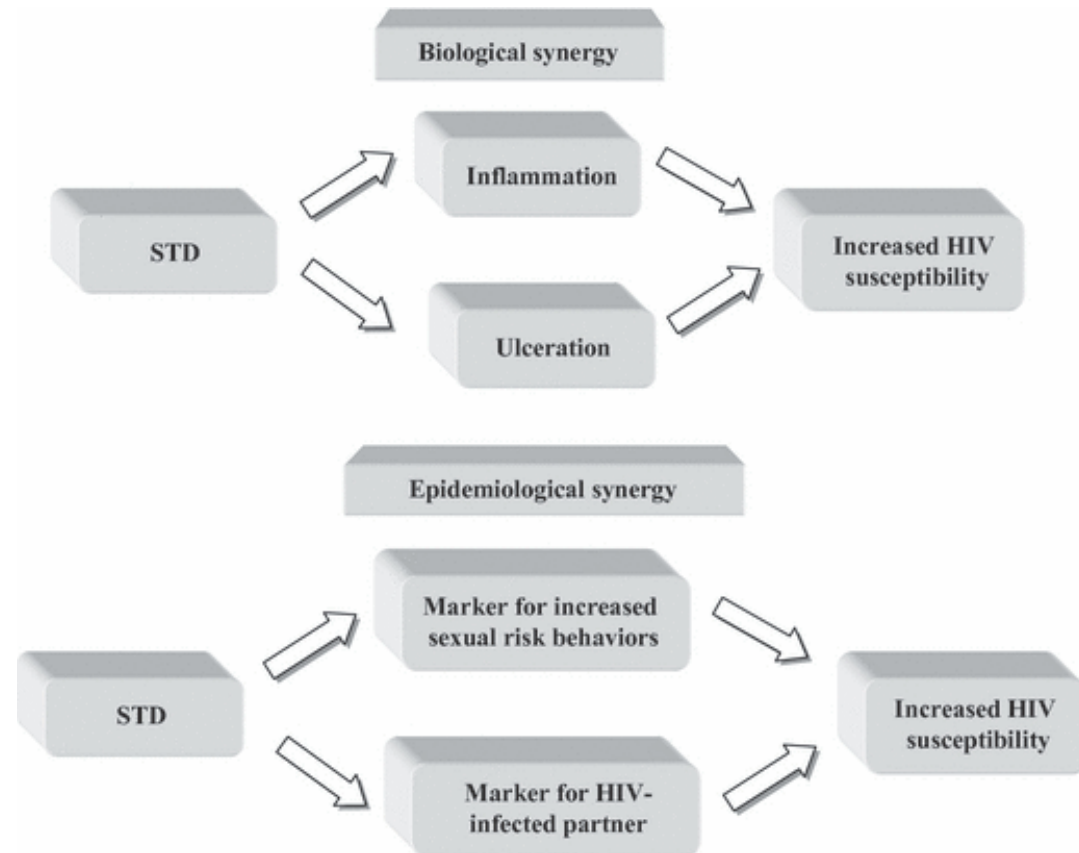 Biological synergy
Inflammation
STD
Increased HIV
susceptibility
Ulceration
Epidemiological synergy
Marker for increased
sexual risk behaviors
STD
Increased HIV
susceptibility
Marker for HIV-
infected partner